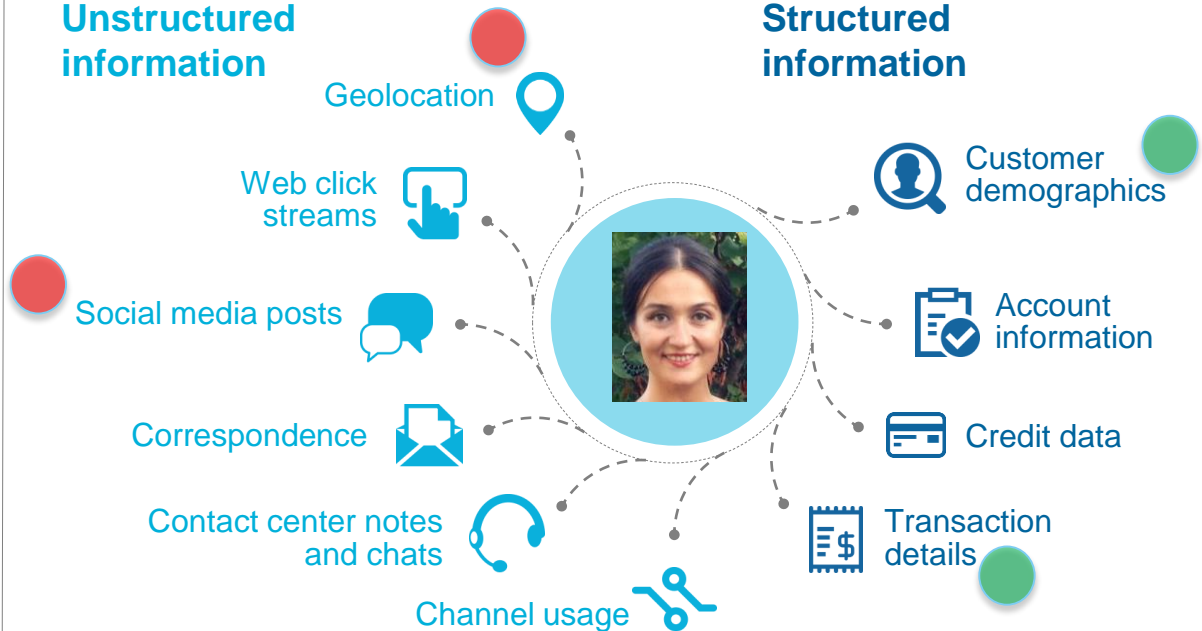 Unstructured
information
Geolocation
Web click
streams
Social media posts
Correspondence
Contact center notes
and chats
Channel usage
Structured
information
Customer
demographics
Account
information
Credit data
Transaction
details
$